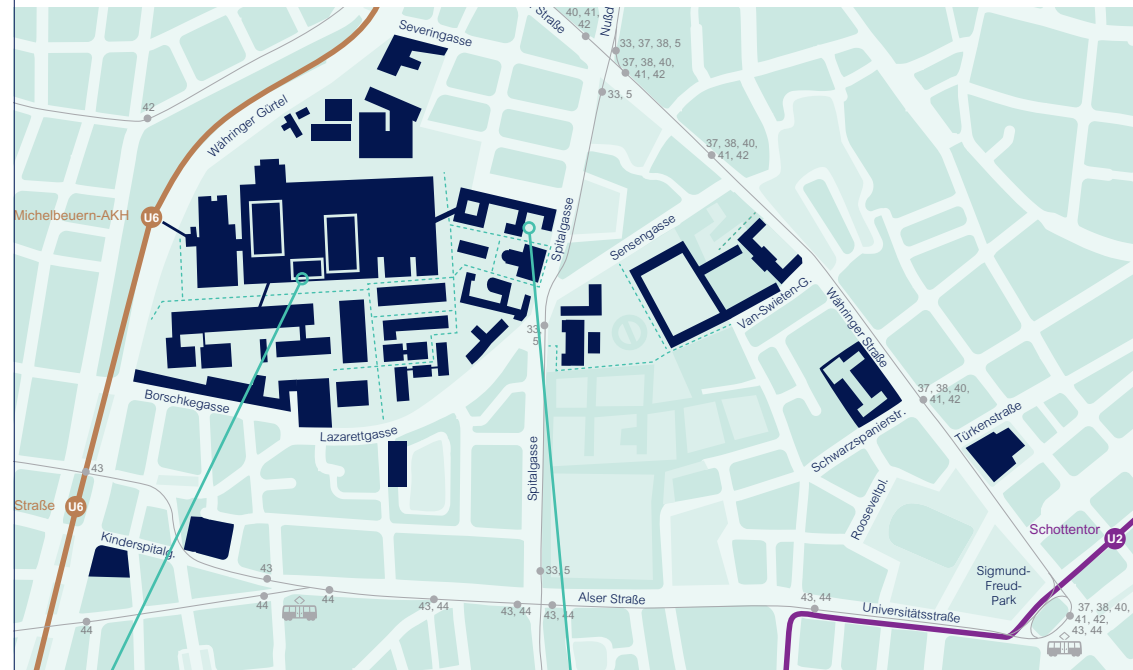 40, 41,
42
Straße
Nußd
Severingasse
33, 37, 38, 5
37, 38, 40,
41, 42
33, 5
42
Währinger Gürtel
37, 38, 40,
41, 42
Michelbeuern-AKH
U6
Spitalgasse
Sensengasse
Van-Swieten-G.
Währinger Straße
33,
5
37, 38, 40,
41, 42
Borschkegasse
Lazarettgasse
Schwarzspanierstr.
Türkenstraße
43
Spitalgasse
Rooseveltpl.
Straße
U6
Schottentor
U2
Kinderspitalg.
Sigmund-
Freud-
Park
43
33, 5
44
44
43, 44
43, 44
43, 44
Alser Straße
43, 44
Universitätsstraße
37, 38, 40,
41, 42,
43, 44
44